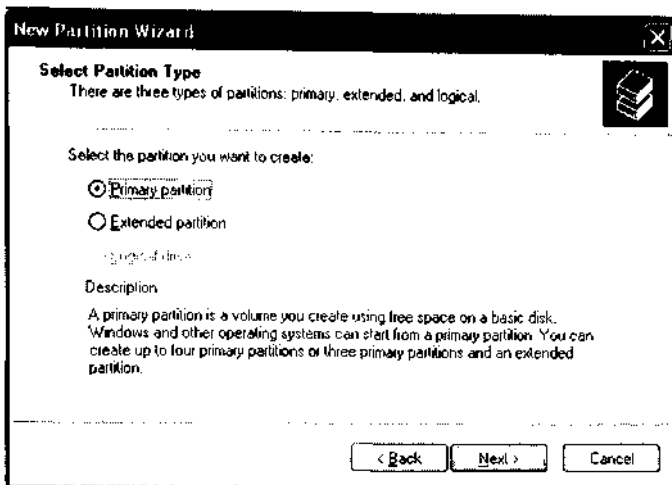 New Partition Wizard
Select Partition Type
There are three types of partitions: primary, extended, and logical.
Select the partition you want to create:
Primary partition
Extended partition
Logical drive
Description
A primary partition is a volume you create using free space on a basic disk.
Windows and other operating systems can start from a primary partition. You can
create up to four primary partitions or three primary partitions and an extended
partition.
< Back Next > Cancel